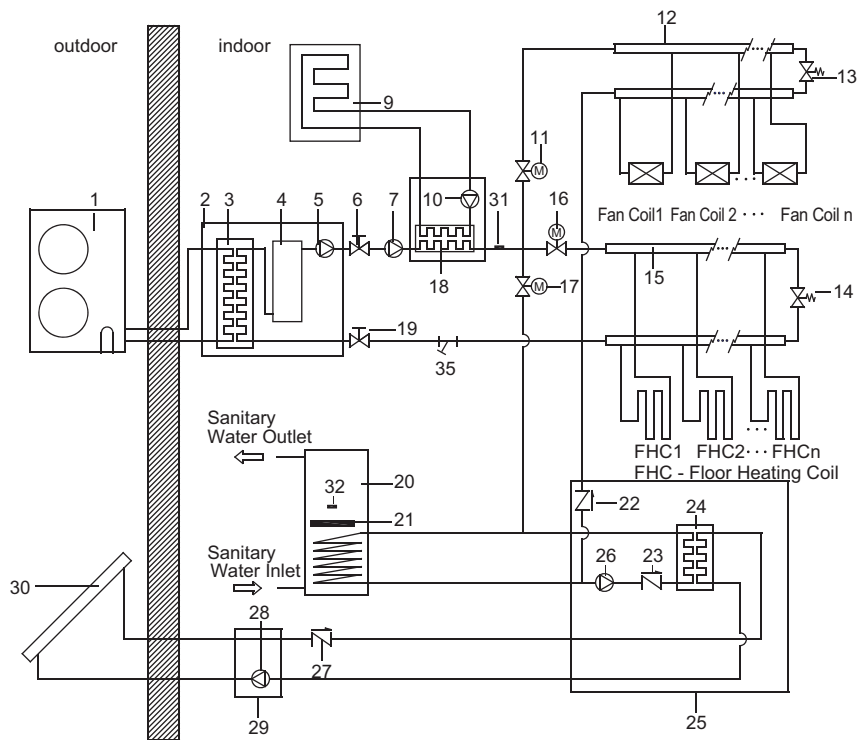 12
outdoor
indoor
13
9
11
1
2
3
4
5
6
7
10
31
16
Fan Coil1
Fan Coil 2 ···
Fan Coil n
M
M
M
18
17
15
14
19
35
Sanitary
Water Outlet
20
32
21
FHC1
FHC2···
FHCn
FHC - Floor Heating Coil
22
24
Sanitary
Water Inlet
26
23
30
28
27
29
25